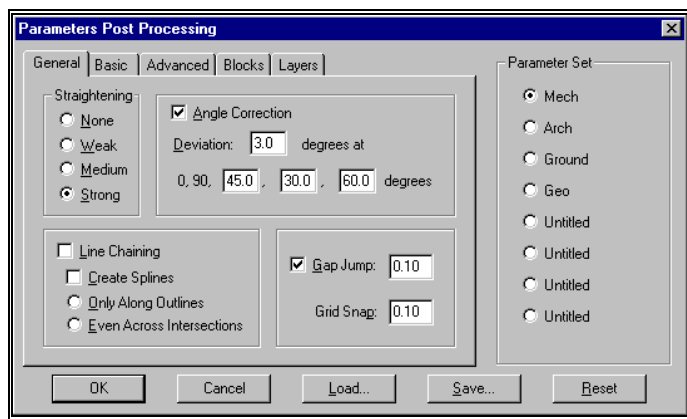 Parameters Post Processing
General Basic Advanced Blocks Layers
Straightening
None
Weak
Medium
Strong
Angle Correction
Deviation: 3.0 degrees at
0, 90, 45.0 , 30.0 , 60.0 degrees
Line Chaining
Create Splines
Only Along Outlines
Even Across Intersections
Gap Jump: 0.10
Grid Snap: 0.10
Parameter Set
Mech
Arch
Ground
Geo
Untitled
Untitled
Untitled
Untitled
OK Cancel Load... Save... Reset